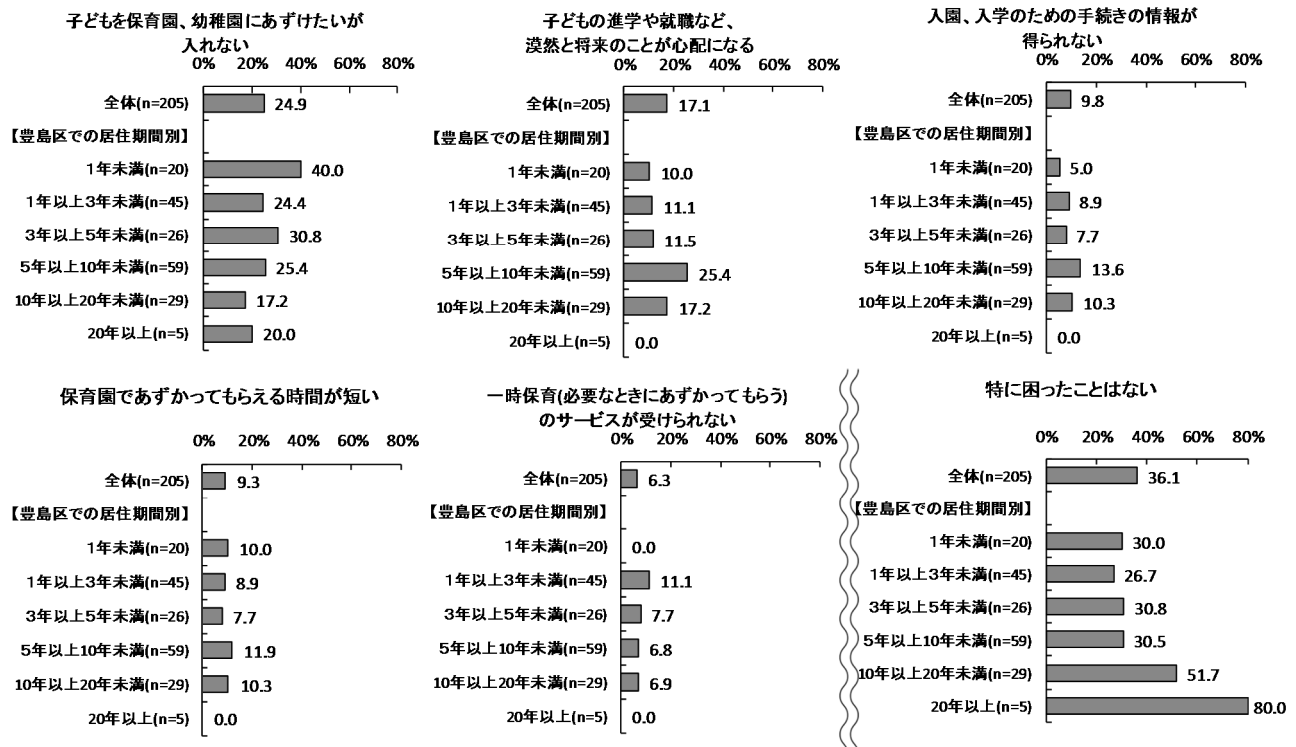 子どもを保育園、幼稚園にあずけたいが
入れない
0% 20% 40% 60% 80%
全体(n=205) 24.9
【豊島区での居住期間別】
1年未満(n=20) 40.0
1年以上3年未満(n=45) 24.4
3年以上5年未満(n=26) 30.8
5年以上10年未満(n=59) 25.4
10年以上20年未満(n=29) 17.2
20年以上(n=5) 20.0
子どもの進学や就職など、
漠然と将来のことが心配になる
0% 20% 40% 60% 80%
全体(n=205) 17.1
【豊島区での居住期間別】
1年未満(n=20) 10.0
1年以上3年未満(n=45) 11.1
3年以上5年未満(n=26) 11.5
5年以上10年未満(n=59) 25.4
10年以上20年未満(n=29) 17.2
20年以上(n=5) 0.0
入園、入学のための手続きの情報が
得られない
0% 20% 40% 60% 80%
全体(n=205) 9.8
【豊島区での居住期間別】
1年未満(n=20) 5.0
1年以上3年未満(n=45) 8.9
3年以上5年未満(n=26) 7.7
5年以上10年未満(n=59) 13.6
10年以上20年未満(n=29) 10.3
20年以上(n=5) 0.0
保育園であずかってもらえる時間が短い
0% 20% 40% 60% 80%
全体(n=205) 9.3
【豊島区での居住期間別】
1年未満(n=20) 10.0
1年以上3年未満(n=45) 8.9
3年以上5年未満(n=26) 7.7
5年以上10年未満(n=59) 11.9
10年以上20年未満(n=29) 10.3
20年以上(n=5) 0.0
一時保育(必要なときにあずかってもらう)
のサービスが受けられない
0% 20% 40% 60% 80%
全体(n=205) 6.3
【豊島区での居住期間別】
1年未満(n=20) 0.0
1年以上3年未満(n=45) 11.1
3年以上5年未満(n=26) 7.7
5年以上10年未満(n=59) 6.8
10年以上20年未満(n=29) 6.9
20年以上(n=5) 0.0
特に困ったことはない
0% 20% 40% 60% 80%
全体(n=205) 36.1
【豊島区での居住期間別】
1年未満(n=20) 30.0
1年以上3年未満(n=45) 26.7
3年以上5年未満(n=26) 30.8
5年以上10年未満(n=59) 30.5
10年以上20年未満(n=29) 51.7
20年以上(n=5) 80.0